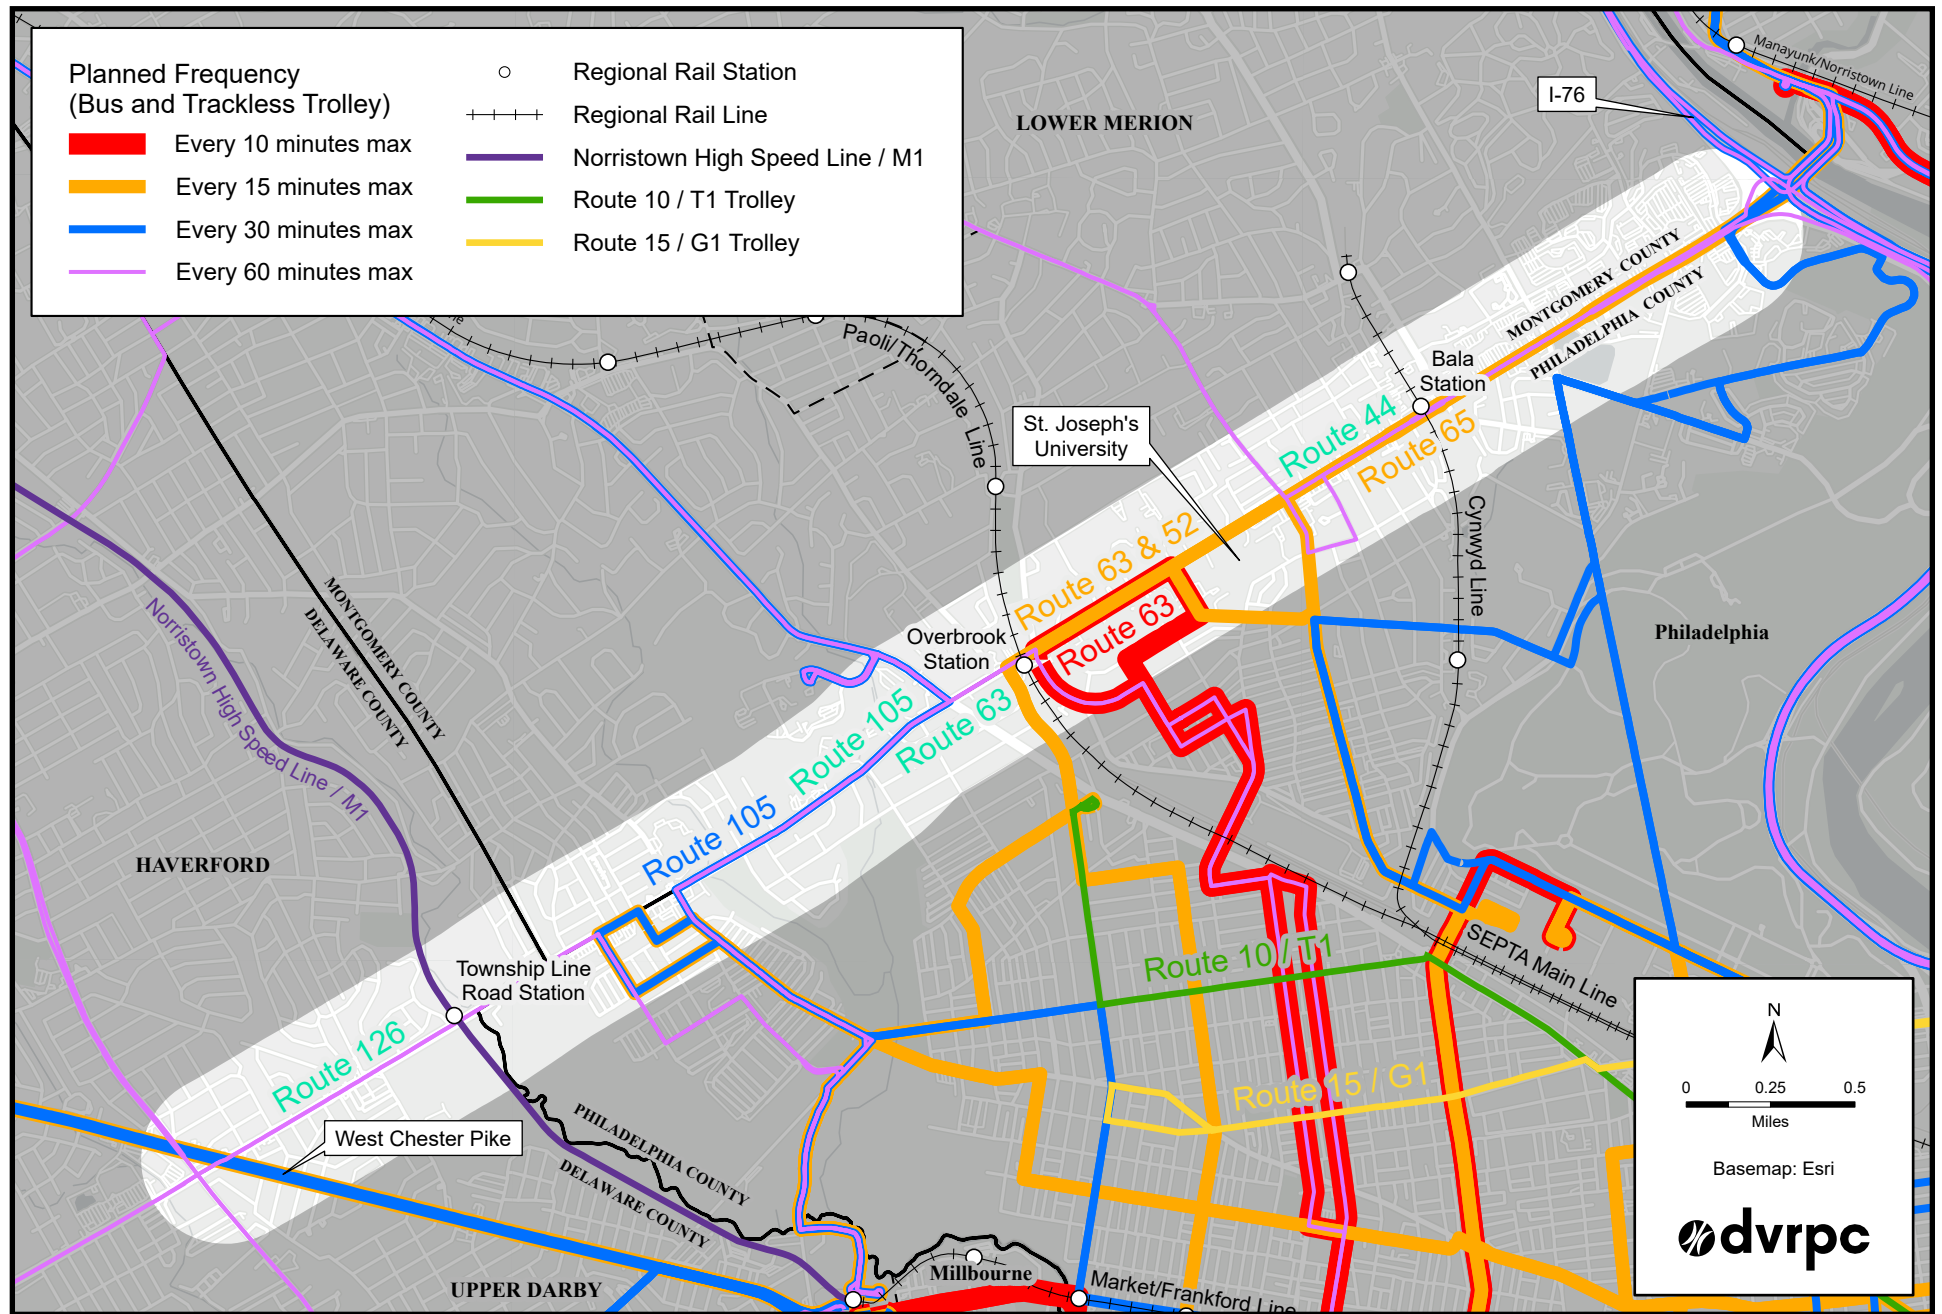 Planned Frequency
(Bus and Trackless Trolley)
Every 10 minutes max
Every 15 minutes max
Every 30 minutes max
Every 60 minutes max
Regional Rail Station
Regional Rail Line
Norristown High Speed Line / M1
Route 10 / T1 Trolley
Route 15 / G1 Trolley
LOWER MERION
I-76
Manayunk/Norristown Line
MONTGOMERY COUNTY
PHILADELPHIA COUNTY
Paoli/Thorndale Line
Bala
Station
St. Joseph's
University
Route 44
Route 65
Cynwyd Line
Route 63 & 52
Route 63
Overbrook
Station
Philadelphia
MONTGOMERY COUNTY
DELAWARE COUNTY
Norristown High Speed Line / M1
Route 105
Route 63
Route 105
HAVERFORD
Township Line
Road Station
Route 10 / T1
SEPTA Main Line
Route 126
Route 15 / G1
West Chester Pike
PHILADELPHIA COUNTY
DELAWARE COUNTY
UPPER DARBY
Millbourne
Market/Frankford Line
N
0 0.25 0.5
Miles
Basemap: Esri
dvrpc